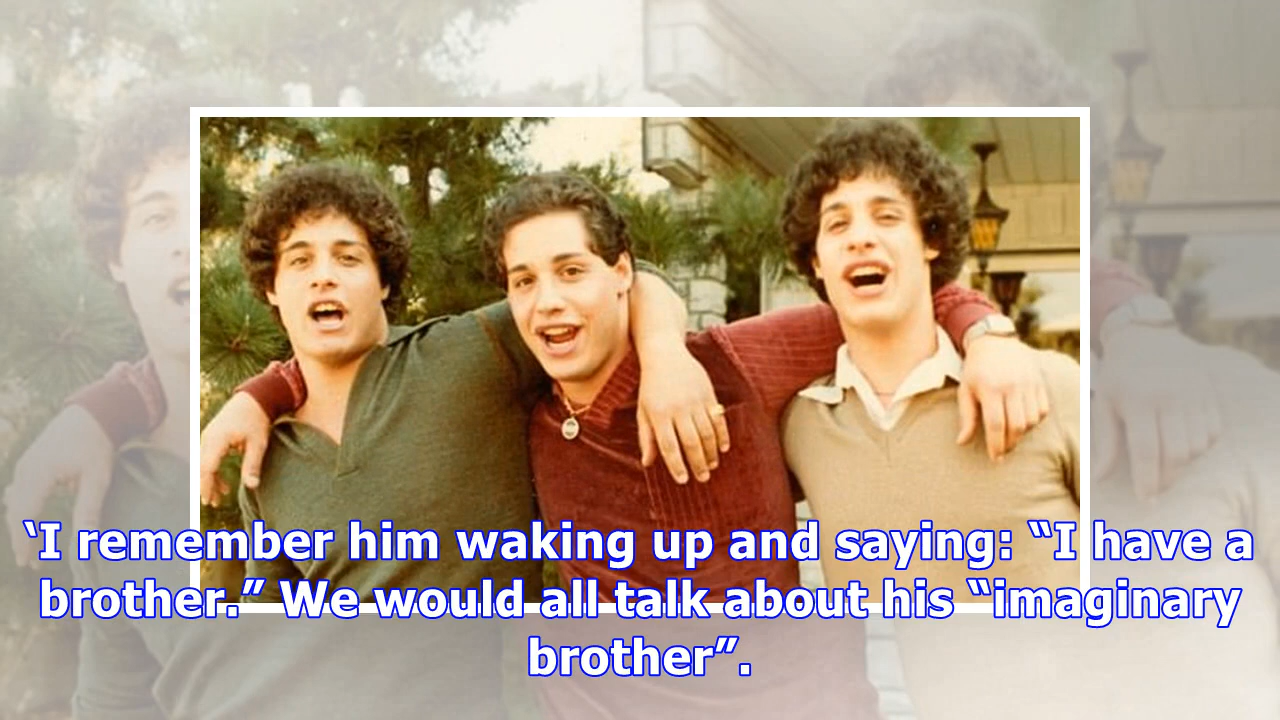 ‘I remember him waking up and saying: “I have a
brother.” We would all talk about his “imaginary
brother”.